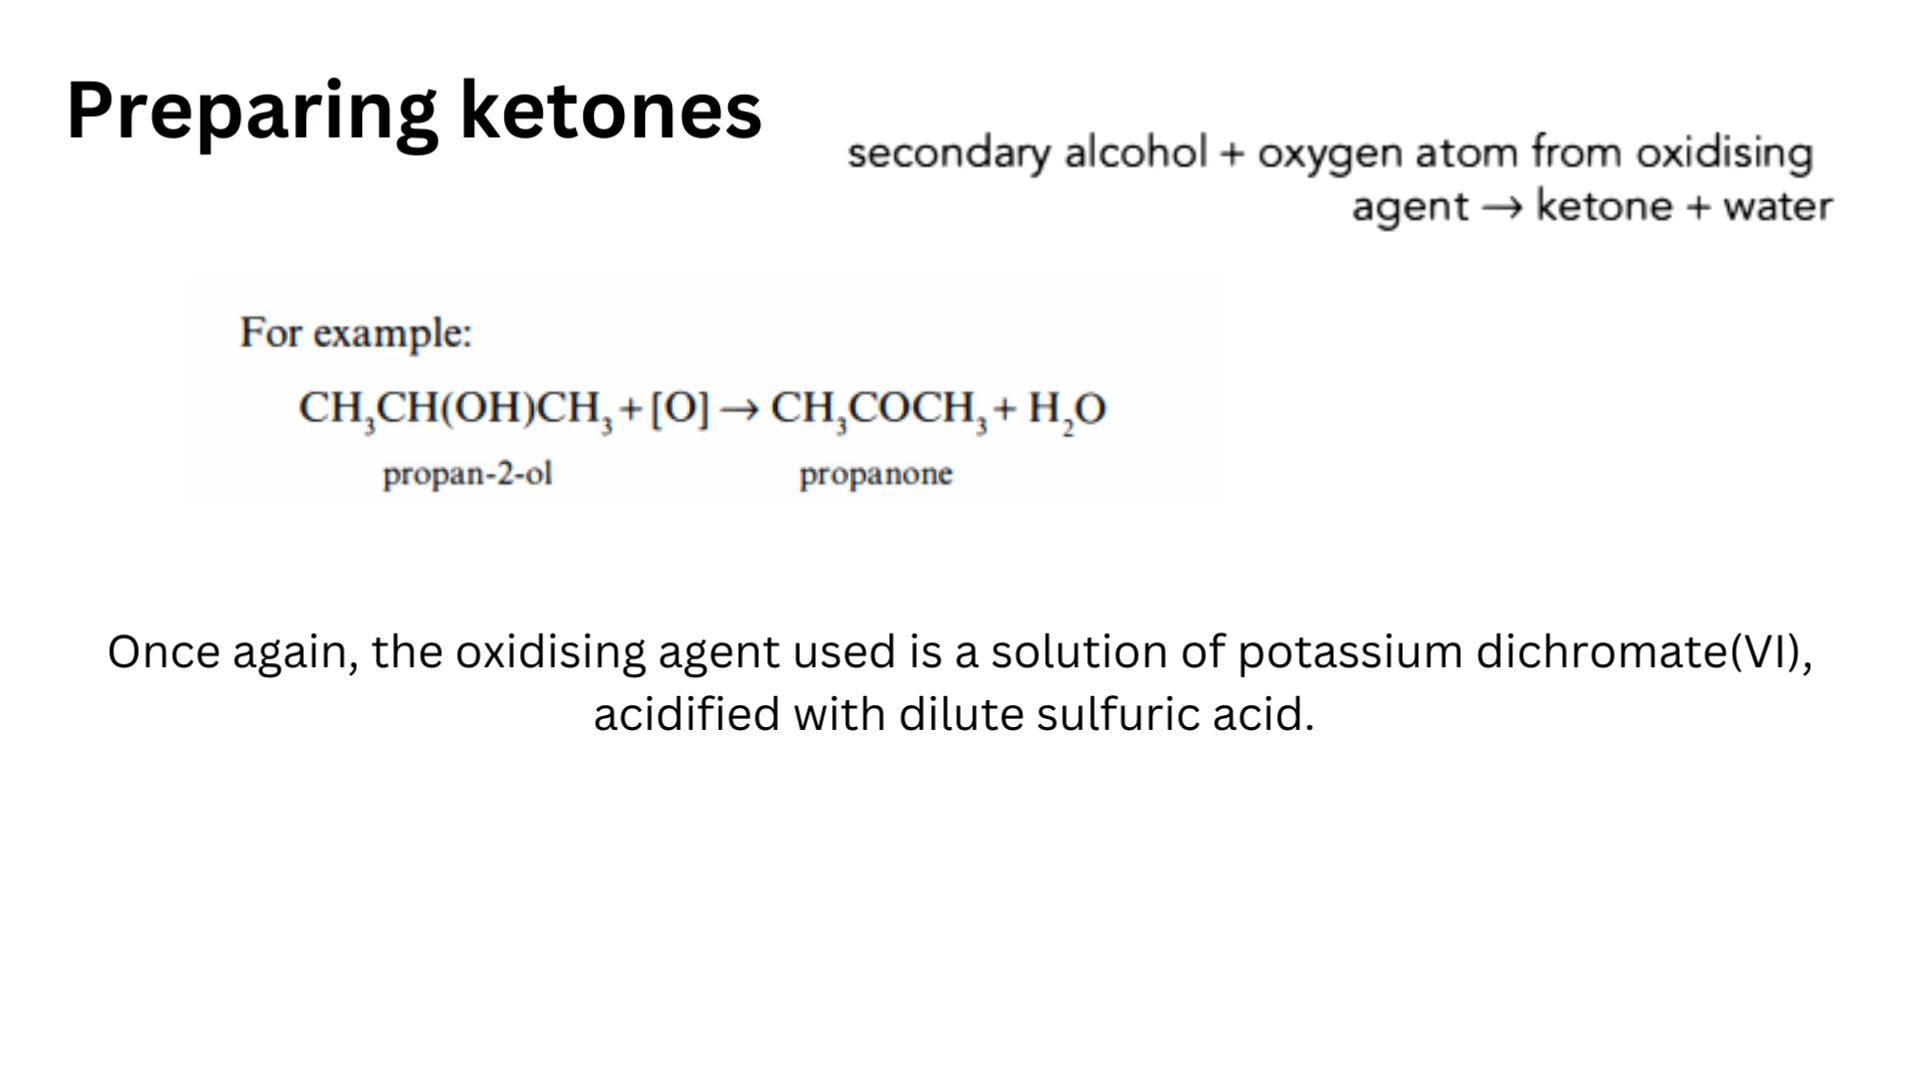 Preparing ketones
secondary alcohol + oxygen atom from oxidising
agent → ketone + water
For example:
CH₃CH(OH)CH₃ + [O] → CH₃COCH₃ + H₂O
propan-2-ol propanone
Once again, the oxidising agent used is a solution of potassium dichromate(VI),
acidified with dilute sulfuric acid.